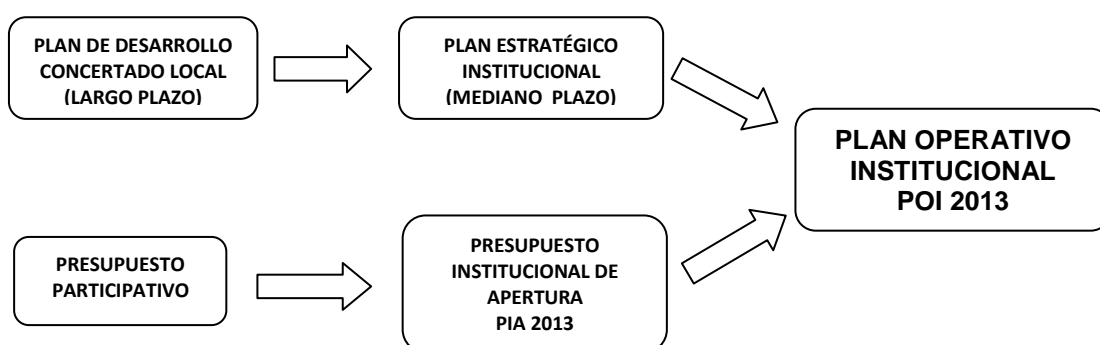 PLAN DE DESARROLLO
CONCERTADO LOCAL
(LARGO PLAZO)
PLAN ESTRATÉGICO
INSTITUCIONAL
(MEDIANO PLAZO)
PLAN OPERATIVO
INSTITUCIONAL
POI 2013
PRESUPUESTO
PARTICIPATIVO
PRESUPUESTO
INSTITUCIONAL DE
APERTURA
PIA 2013